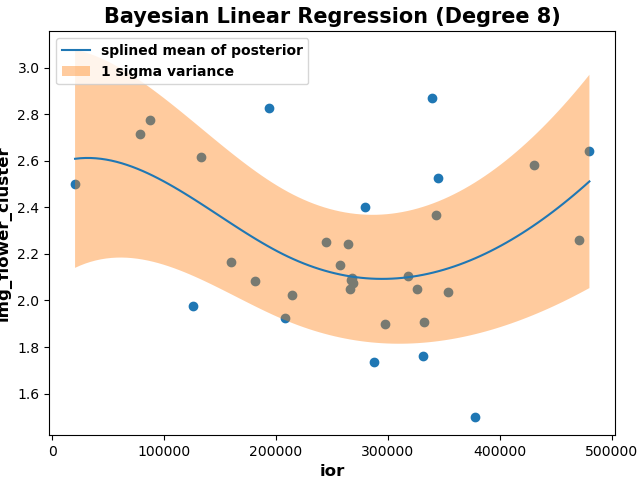 Bayesian Linear Regression (Degree 8)
splined mean of posterior
1 sigma variance
img_flower_cluster
3.0
2.8
2.6
2.4
2.2
2.0
1.8
1.6
0
100000
200000
300000
400000
500000
ior